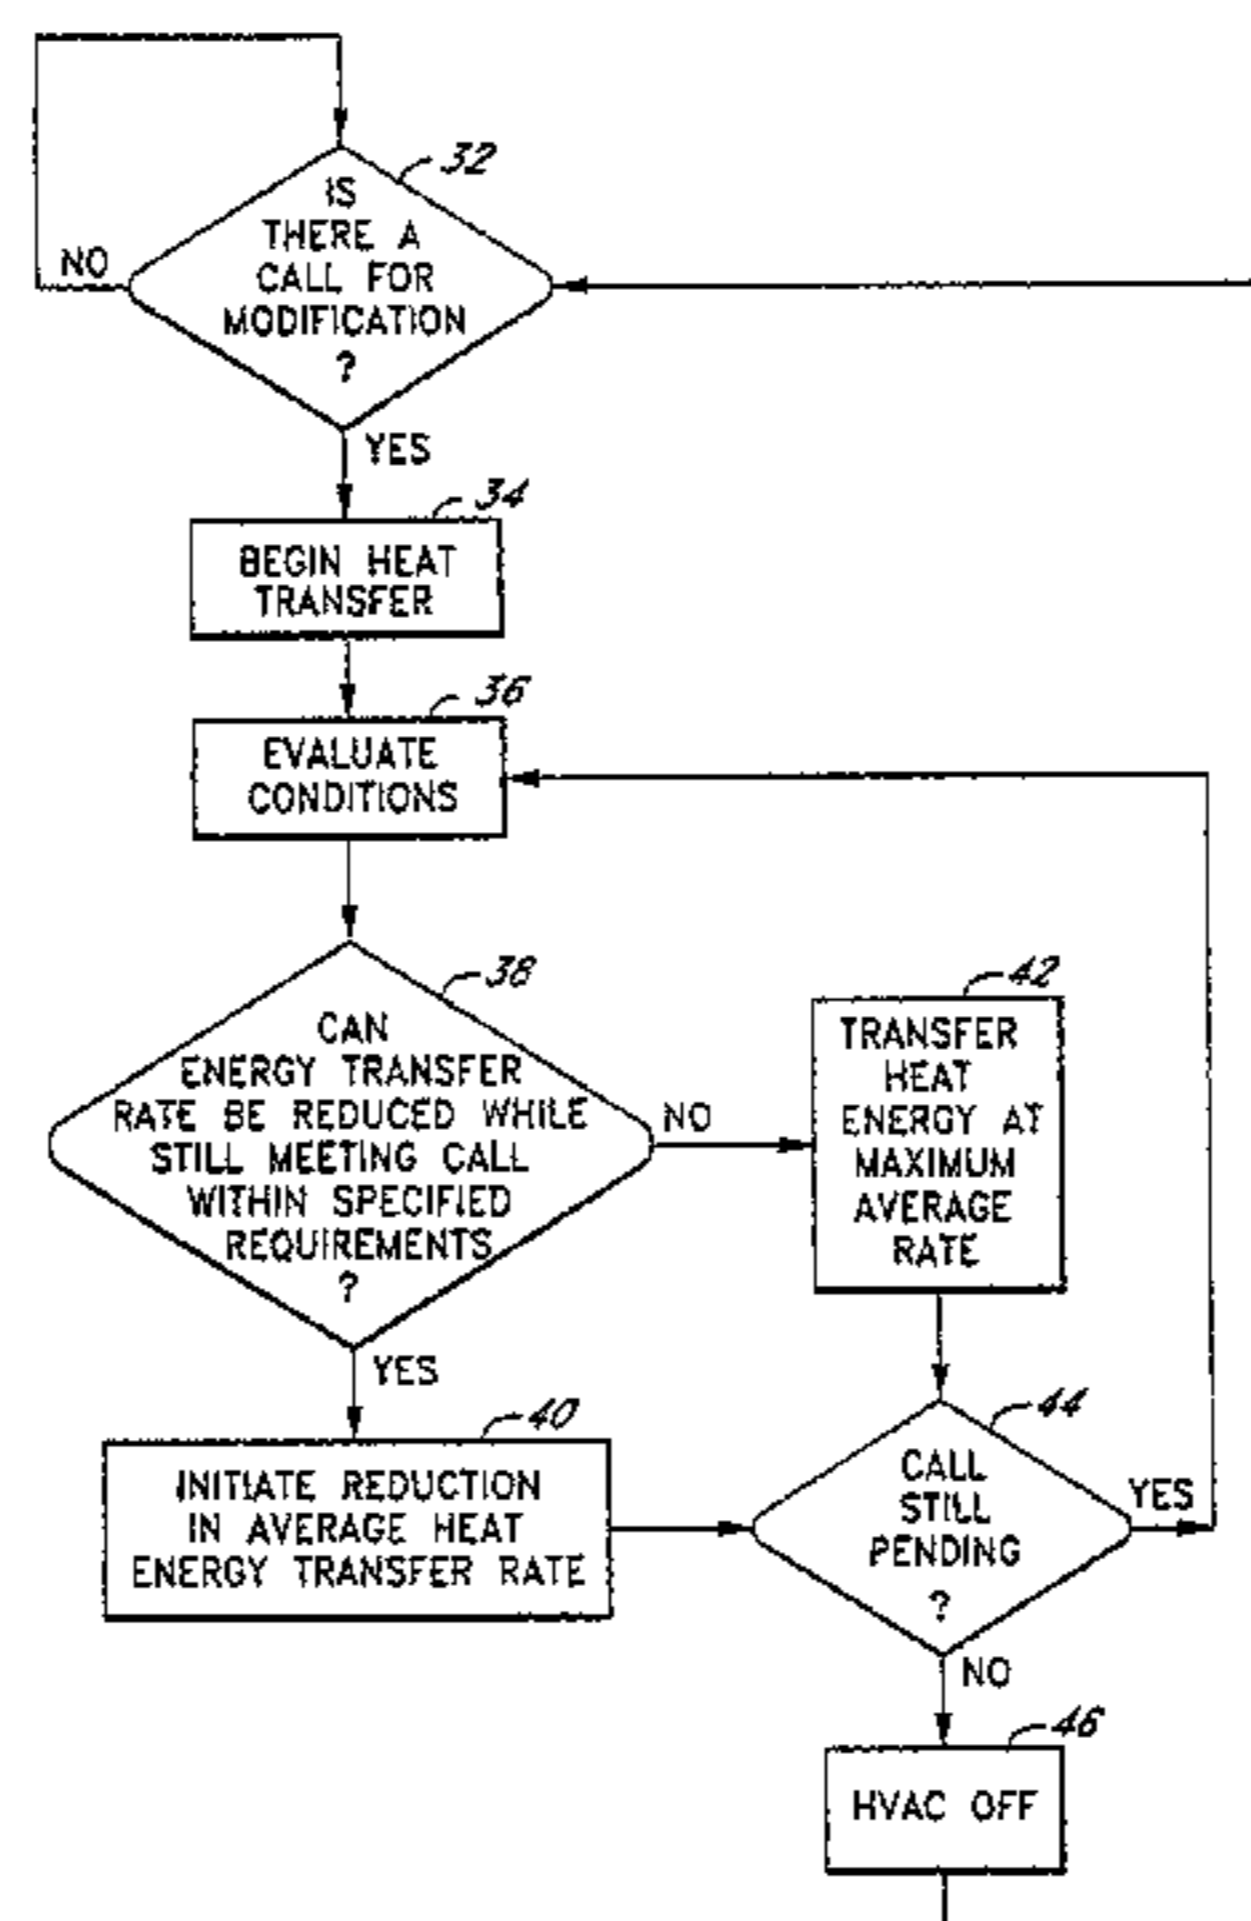 32
IS
THERE A
CALL FOR
MODIFICATION
?
NO
YES
34
BEGIN HEAT
TRANSFER
36
EVALUATE
CONDITIONS
38
CAN
ENERGY TRANSFER
RATE BE REDUCED WHILE
STILL MEETING CALL
WITHIN SPECIFIED
REQUIREMENTS
?
NO
YES
42
TRANSFER
HEAT
ENERGY AT
MAXIMUM
AVERAGE
RATE
40
INITIATE REDUCTION
IN AVERAGE HEAT
ENERGY TRANSFER RATE
44
CALL
STILL
PENDING
?
YES
NO
46
HVAC OFF